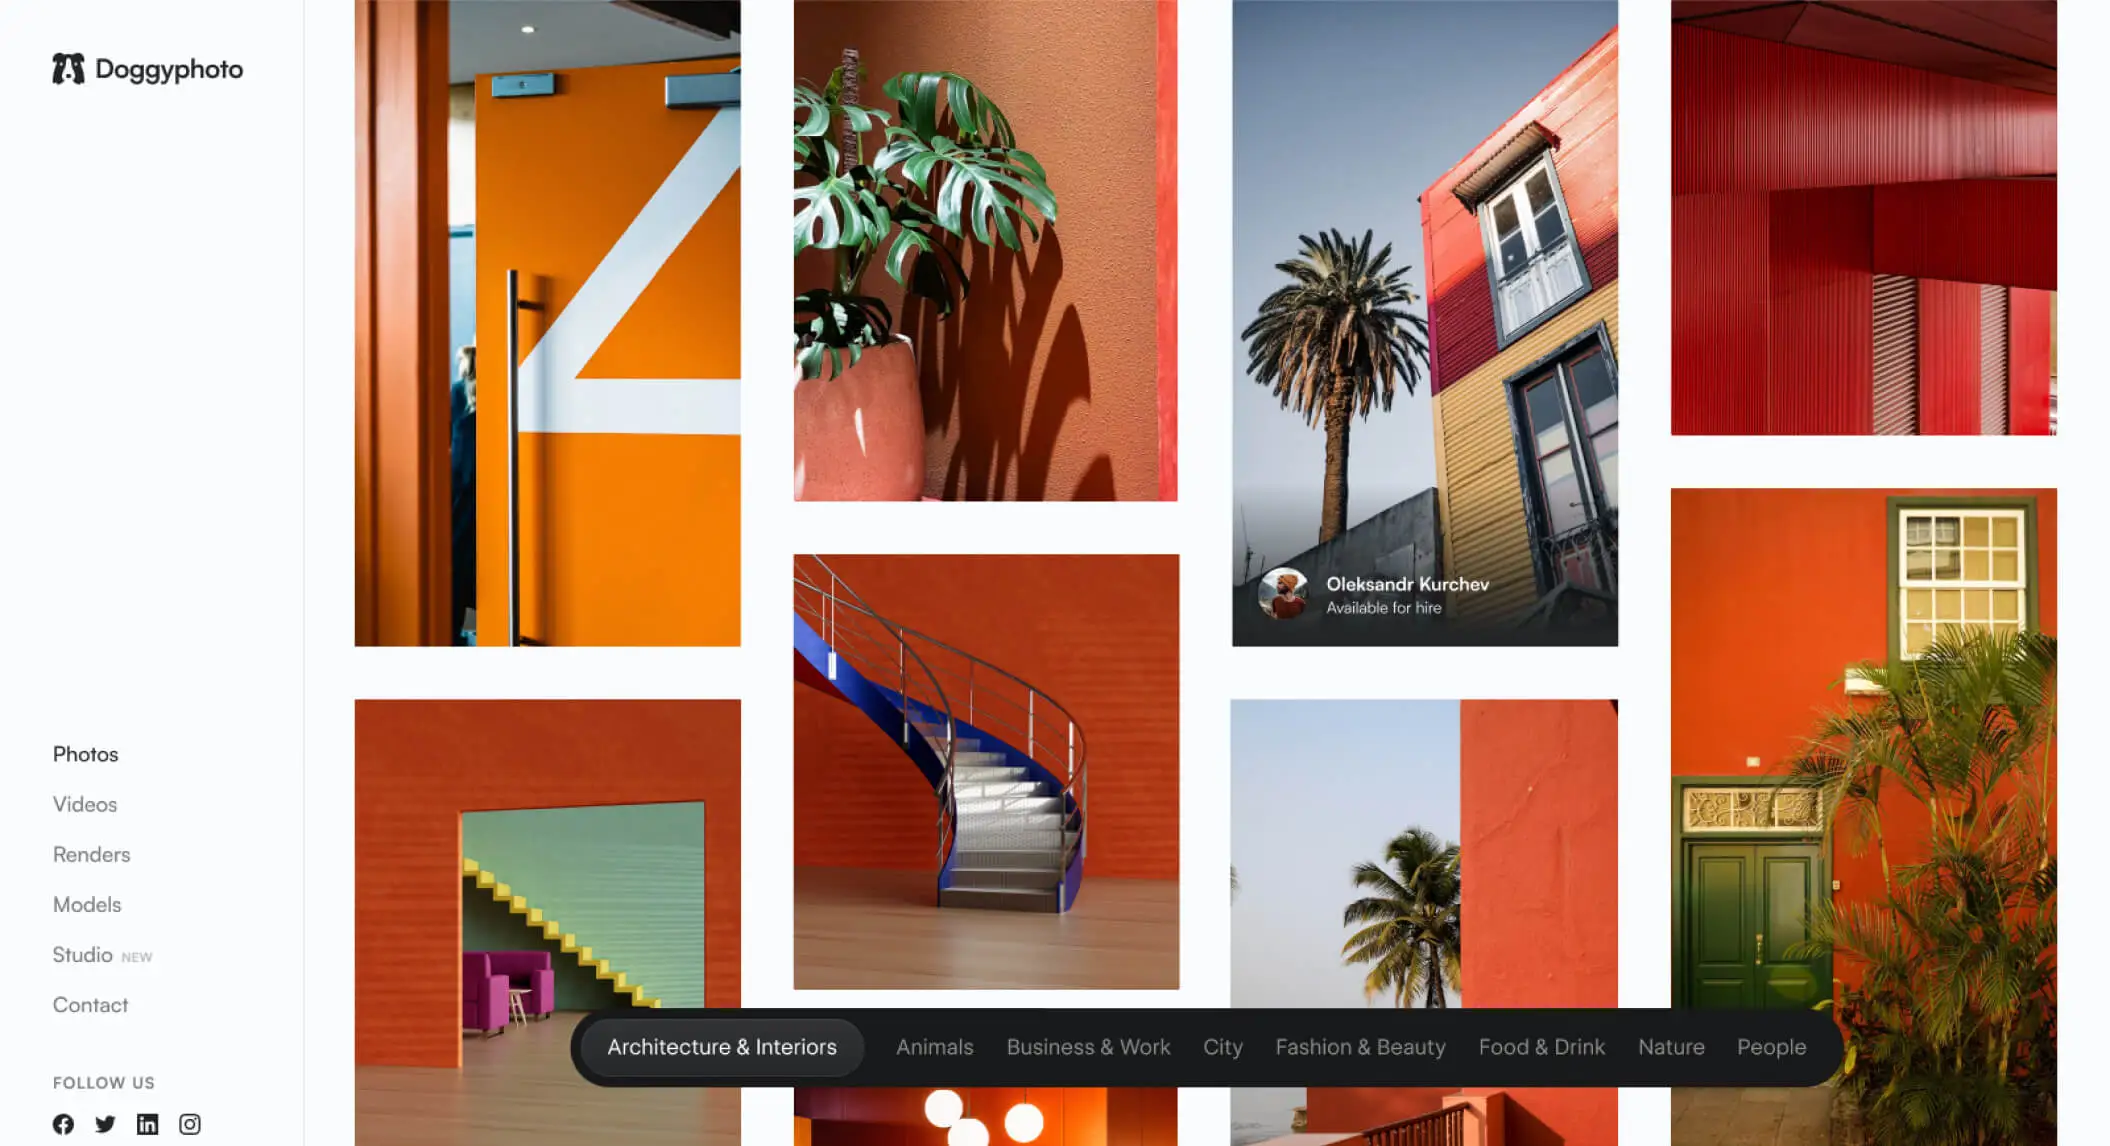 Doggyphoto
Photos
Videos
Renders
Models
Studio NEW
Contact
FOLLOW US
Oleksandr Kurchev
Available for hire
Architecture & Interiors
Animals
Business & Work
City
Fashion & Beauty
Food & Drink
Nature
People